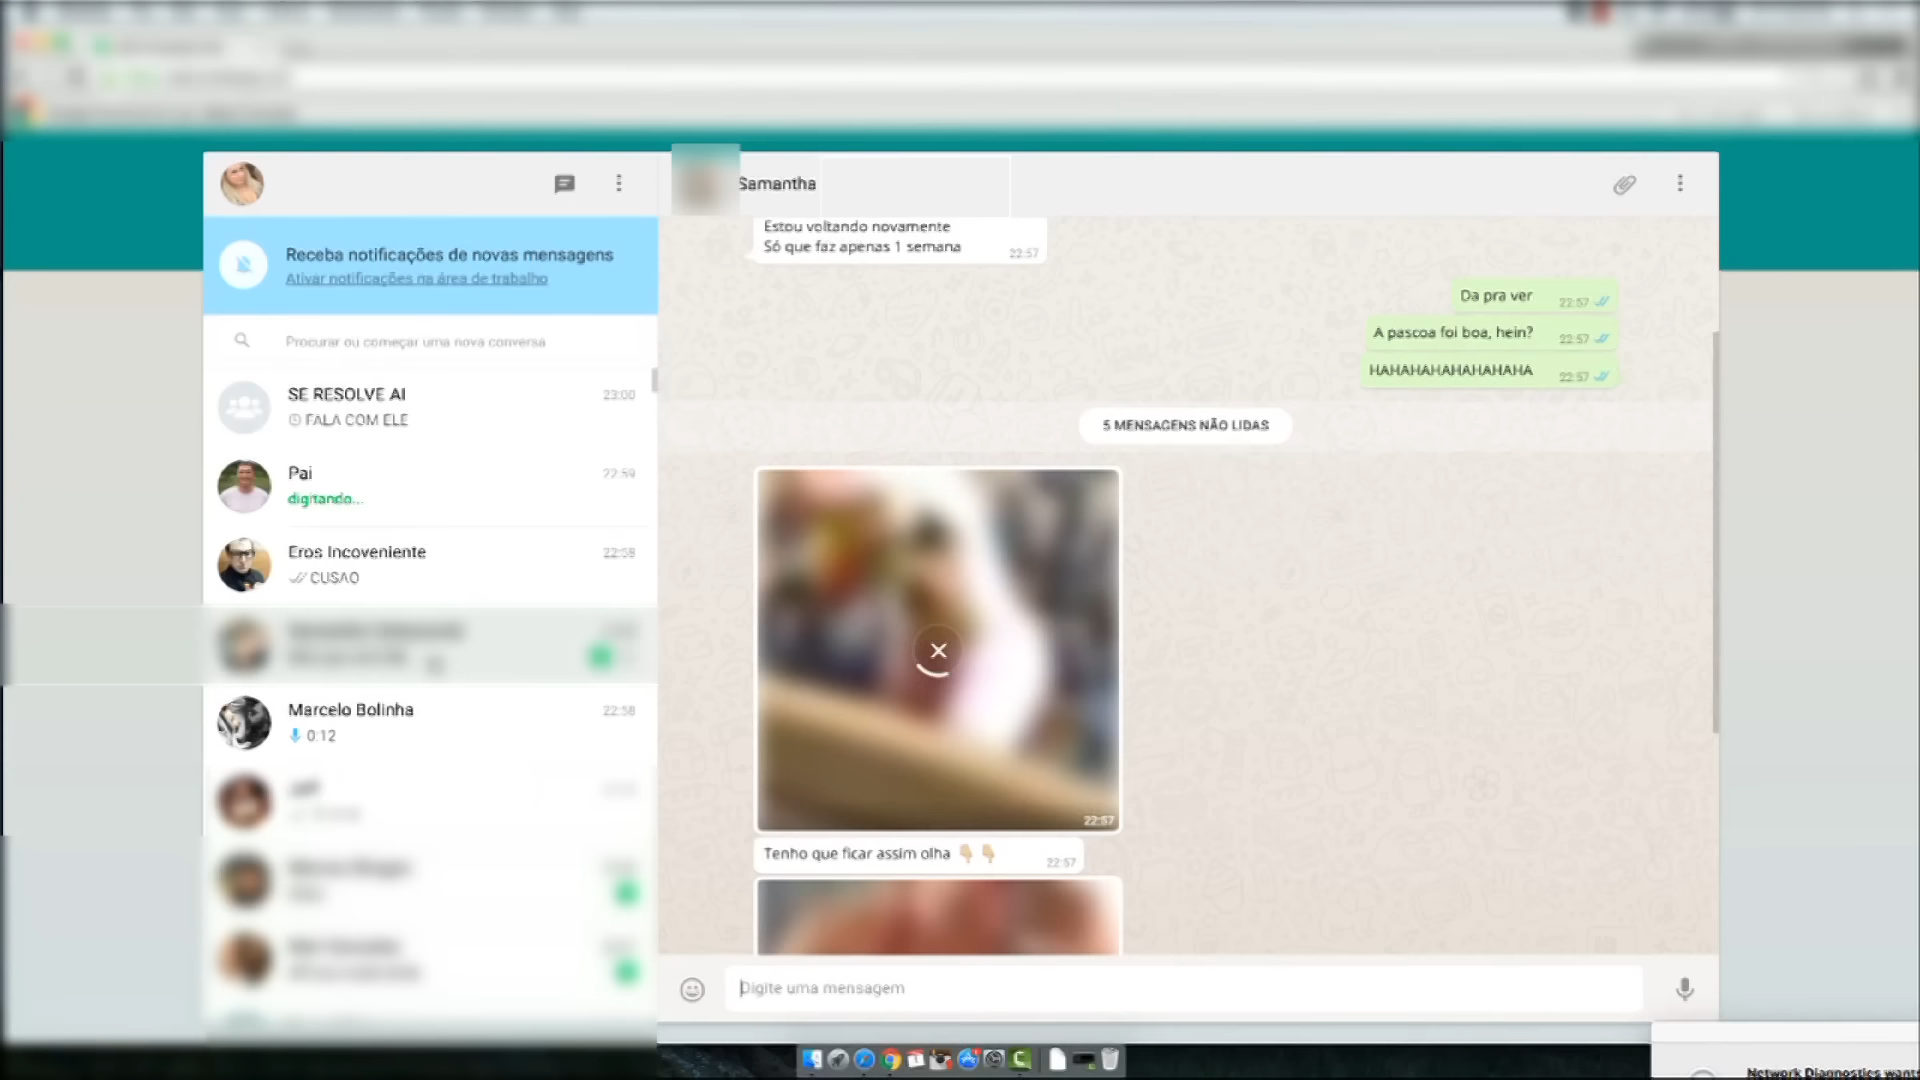 Samantha
Receba notificações de novas mensagens
Ativar notificações na área de trabalho
Procurar ou começar uma nova conversa
SE RESOLVE AI 23:00
FALA COM ELE
Pai 22:59
digitando...
Eros Incoveniente 22:58
CUSAO
Marcelo Bolinha 22:58
0:12
Estou voltando novamente
Só que faz apenas 1 semana 22:57
Da pra ver 22:57
A pascoa foi boa, hein? 22:57
HAHAHAHAHAHAHAHA 22:57
5 MENSAGENS NÃO LIDAS
22:57
Tenho que ficar assim olha 👇🏼👇🏼 22:57
Digite uma mensagem
Network Diagnostics wants